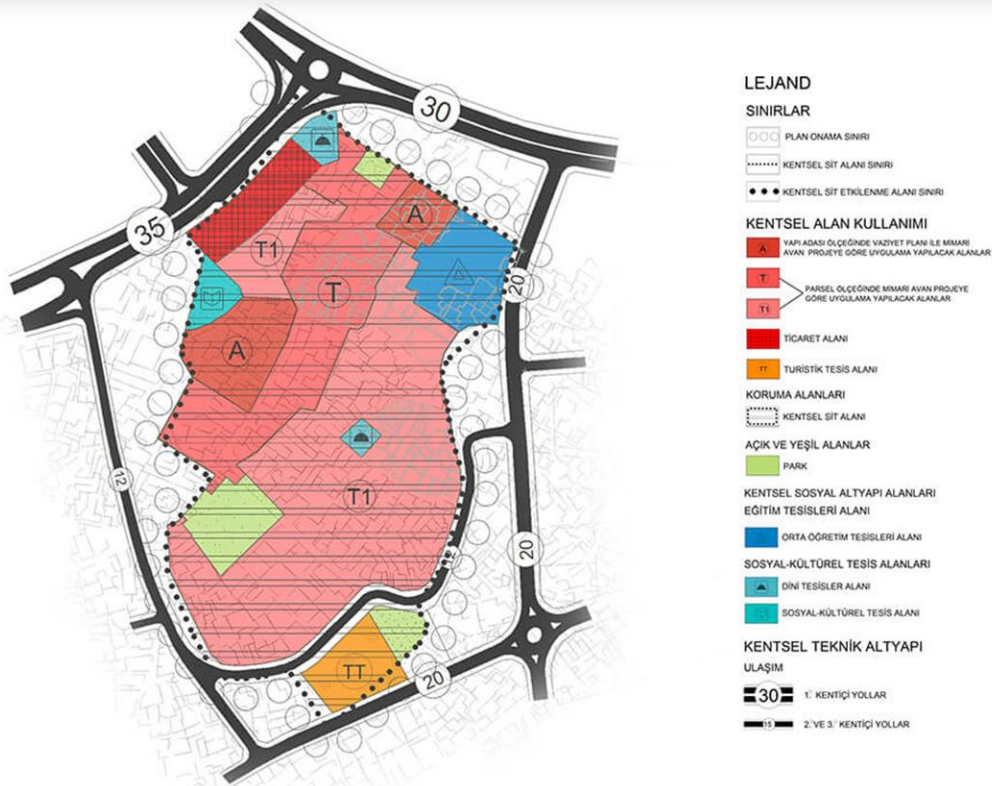 30
35
A
T1
T
20
A
12
T1
20
TT
20
LEJAND
SINIRLAR
PLAN ONAMA SINIRI
KENTSEL SİT ALANI SINIRI
KENTSEL SİT ETKİLENME ALANI SINIRI
KENTSEL ALAN KULLANIMI
A
YAPI ADASI ÖLÇEĞİNDE VAZİYET PLANI İLE MİMARİ
AVAN PROJEYE GÖRE UYGULAMA YAPILACAK ALANLAR
T
PARSEL ÖLÇEĞİNDE MİMARİ AVAN PROJEYE
GÖRE UYGULAMA YAPILACAK ALANLAR
T1
TİCARET ALANI
TT
TURİSTİK TESİS ALANI
KORUMA ALANLARI
KENTSEL SİT ALANI
AÇIK VE YEŞİL ALANLAR
PARK
KENTSEL SOSYAL ALTYAPI ALANLARI
EĞİTİM TESİSLERİ ALANI
ORTA ÖĞRETİM TESİSLERİ ALANI
SOSYAL-KÜLTÜREL TESİS ALANLARI
DİNİ TESİSLER ALANI
SOSYAL-KÜLTÜREL TESİS ALANI
KENTSEL TEKNİK ALTYAPI
ULAŞIM
30
1.' KENTİÇİ YOLLAR
15
2.'VE 3.' KENTİÇİ YOLLAR